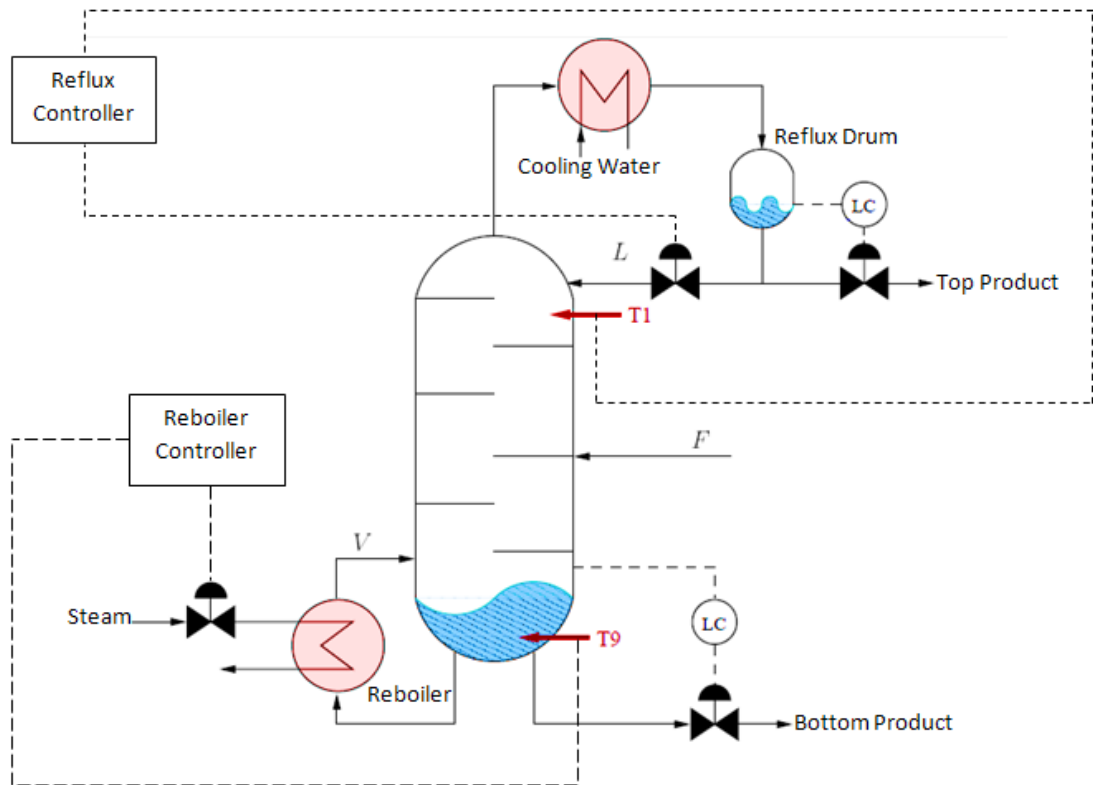 Reflux
Controller
Cooling Water
Reflux Drum
LC
L
Top Product
T1
Reboiler
Controller
F
V
Steam
LC
T9
Reboiler
Bottom Product